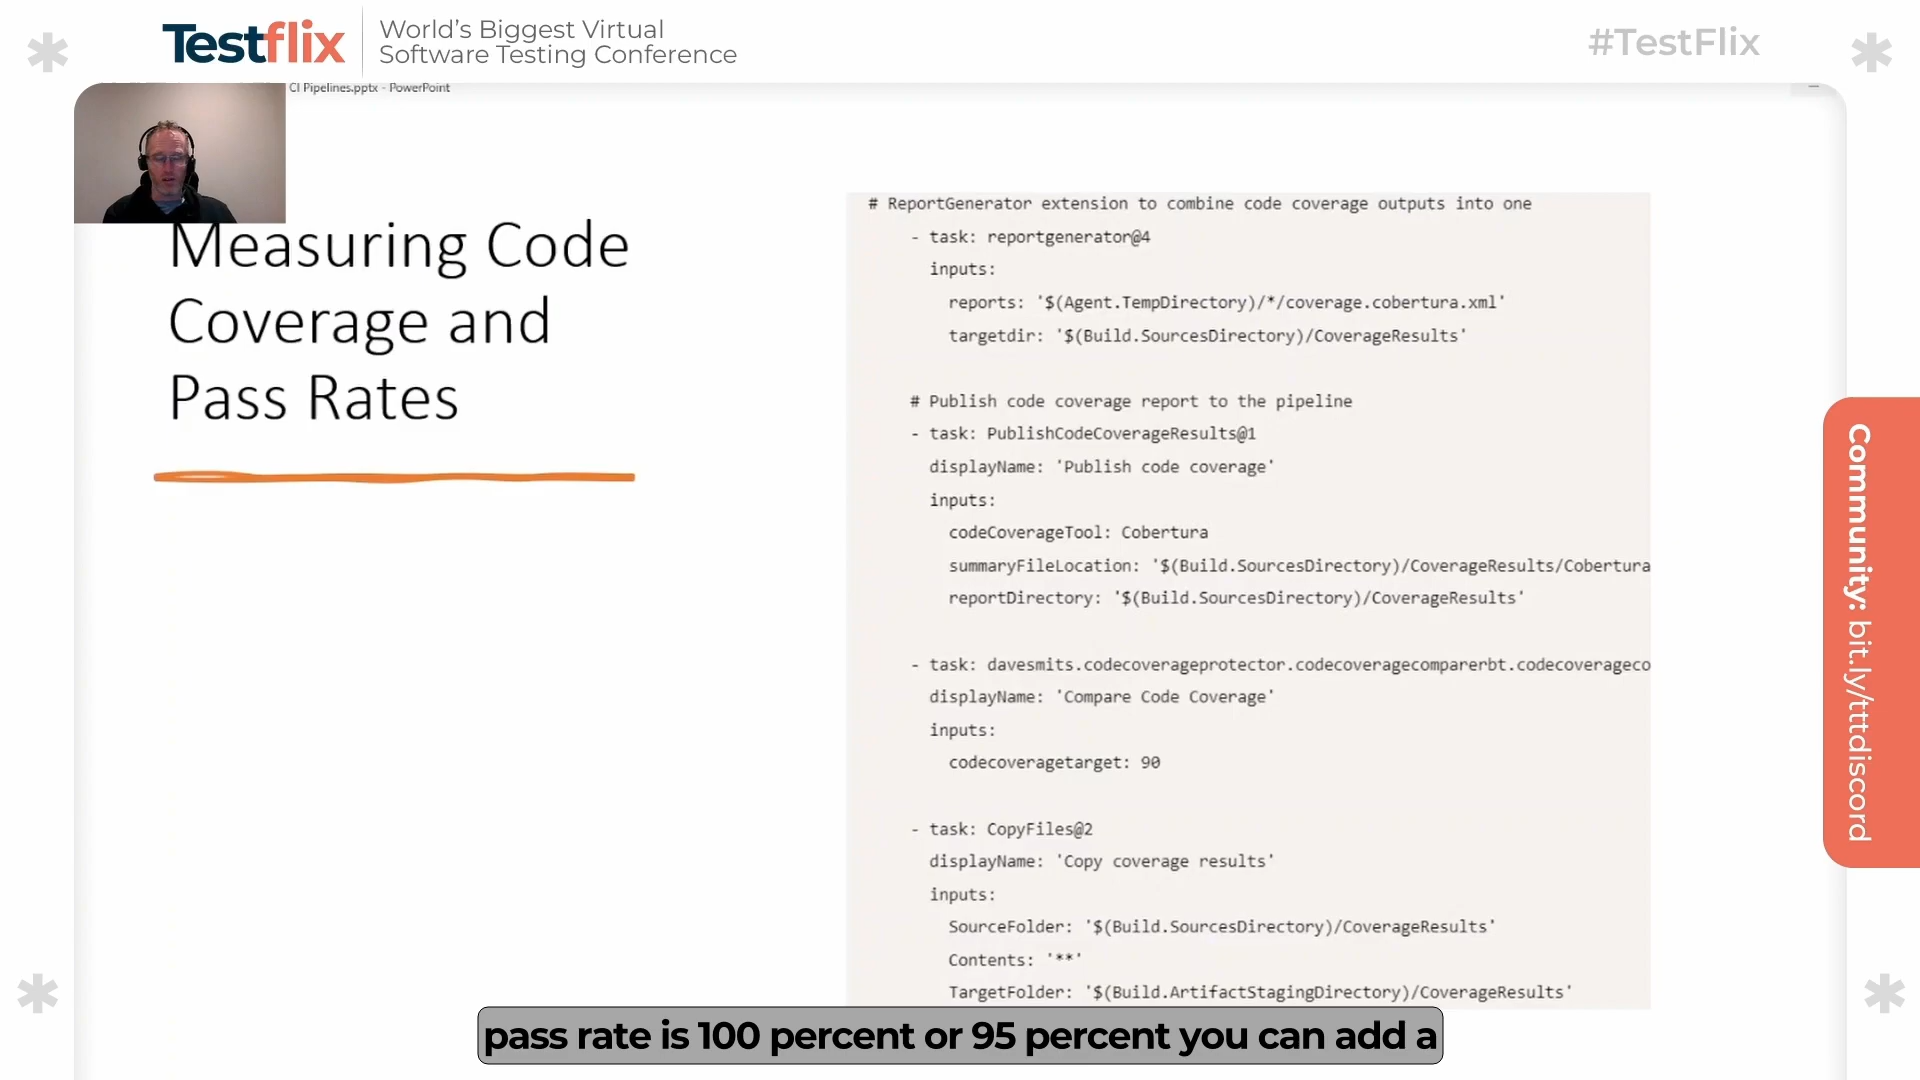 Testflix
World's Biggest Virtual
Software Testing Conference
#TestFlix
CI Pipelines.pptx - PowerPoint
Measuring Code
Coverage and
Pass Rates
# ReportGenerator extension to combine code coverage outputs into one
- task: reportgenerator@4
inputs:
reports: '$(Agent.TempDirectory)/*/coverage.cobertura.xml'
targetdir: '$(Build.SourcesDirectory)/CoverageResults'
# Publish code coverage report to the pipeline
- task: PublishCodeCoverageResults@1
displayName: 'Publish code coverage'
inputs:
codeCoverageTool: Cobertura
summaryFileLocation: '$(Build.SourcesDirectory)/CoverageResults/Cobertura
reportDirectory: '$(Build.SourcesDirectory)/CoverageResults'
- task: davesmits.codecoverageprotector.codecoveragecomparerbt.codecoverageco
displayName: 'Compare Code Coverage'
inputs:
codecoveragetarget: 90
- task: CopyFiles@2
displayName: 'Copy coverage results'
inputs:
SourceFolder: '$(Build.SourcesDirectory)/CoverageResults'
Contents: '**'
TargetFolder: '$(Build.ArtifactStagingDirectory)/CoverageResults'
Community: bit.ly/tttdiscord
pass rate is 100 percent or 95 percent you can add a